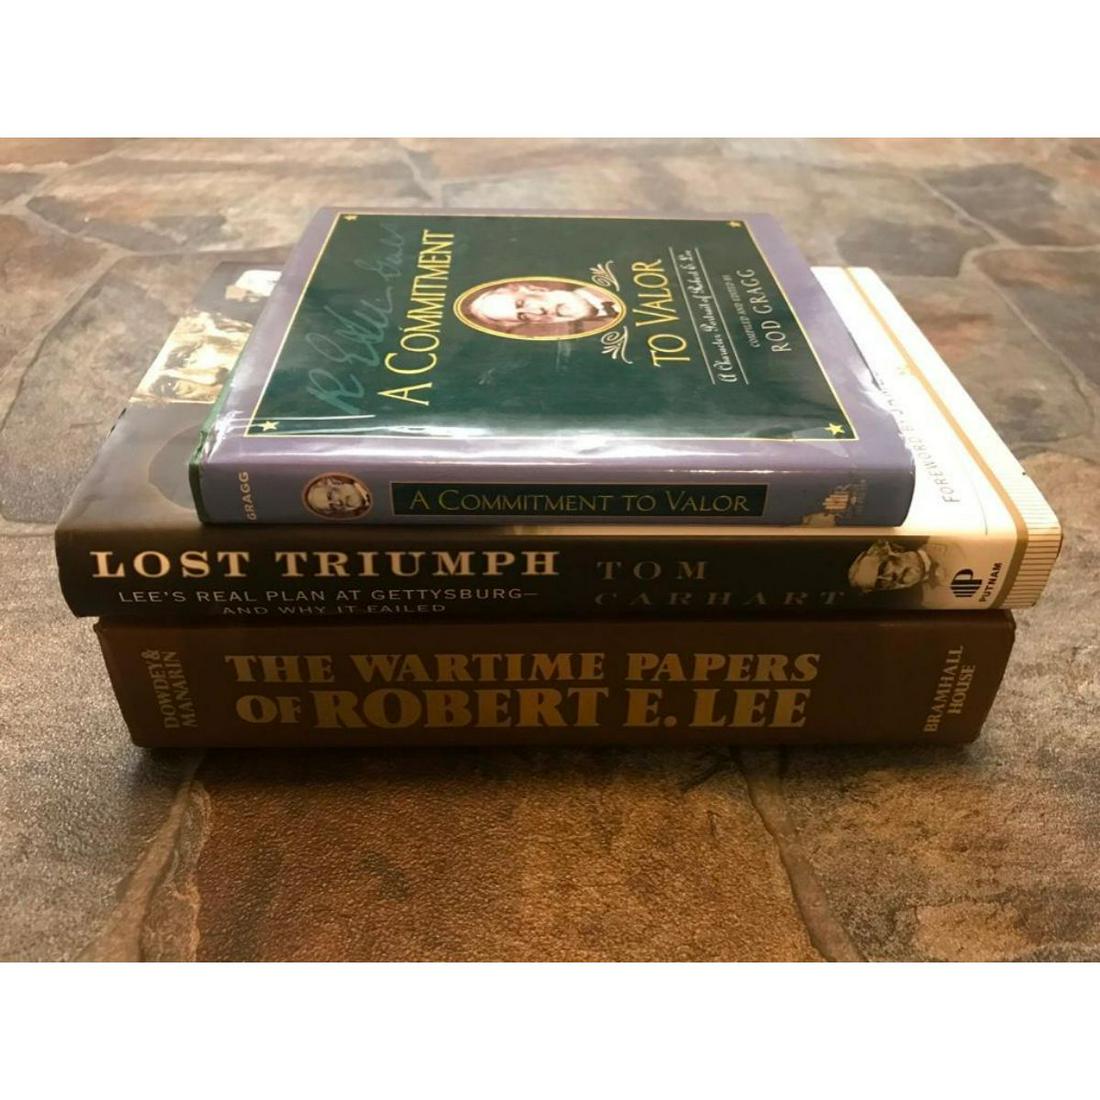 A COMMITMENT
TO VALOR
A Character Portrait of Robert E. Lee
COMPILED AND EDITED BY
ROD GRAGG
GRAGG
A COMMITMENT TO VALOR
FOREWORD BY
LOST TRIUMPH
LEE'S REAL PLAN AT GETTYSBURG—
AND WHY IT FAILED
TOM
CARHART
PUTNAM
DOWDEY &
MANARIN
THE WARTIME PAPERS
OF ROBERT E. LEE
BRAMHALL
HOUSE